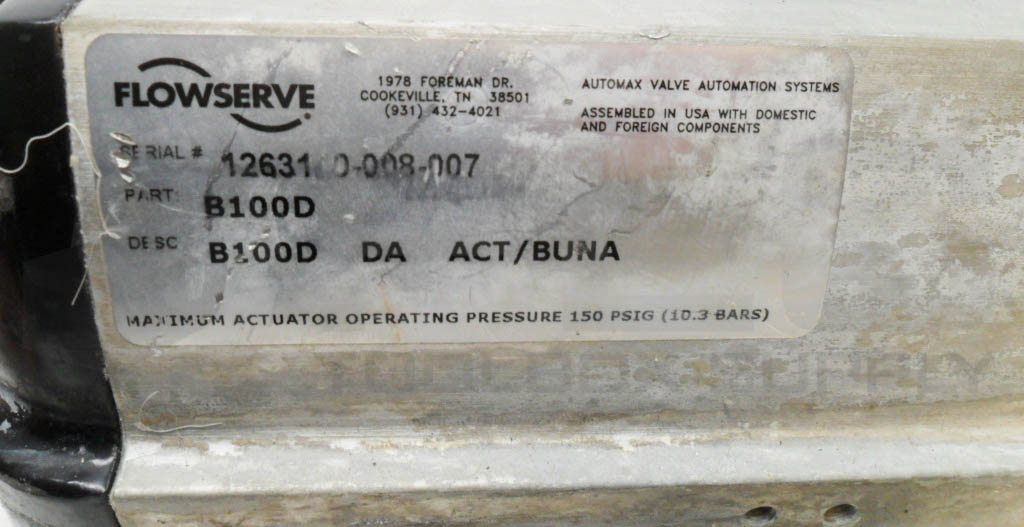 FLOWSERVE
1978 FOREMAN DR.
COOKEVILLE, TN 38501
(931) 432-4021
AUTOMAX VALVE AUTOMATION SYSTEMS
ASSEMBLED IN USA WITH DOMESTIC
AND FOREIGN COMPONENTS
SERIAL #
PART: B100D
DESC B100D DA ACT/BUNA
MAXIMUM ACTUATOR OPERATING PRESSURE 150 PSIG (10.3 BARS)
TOOLBOX SUPPLY